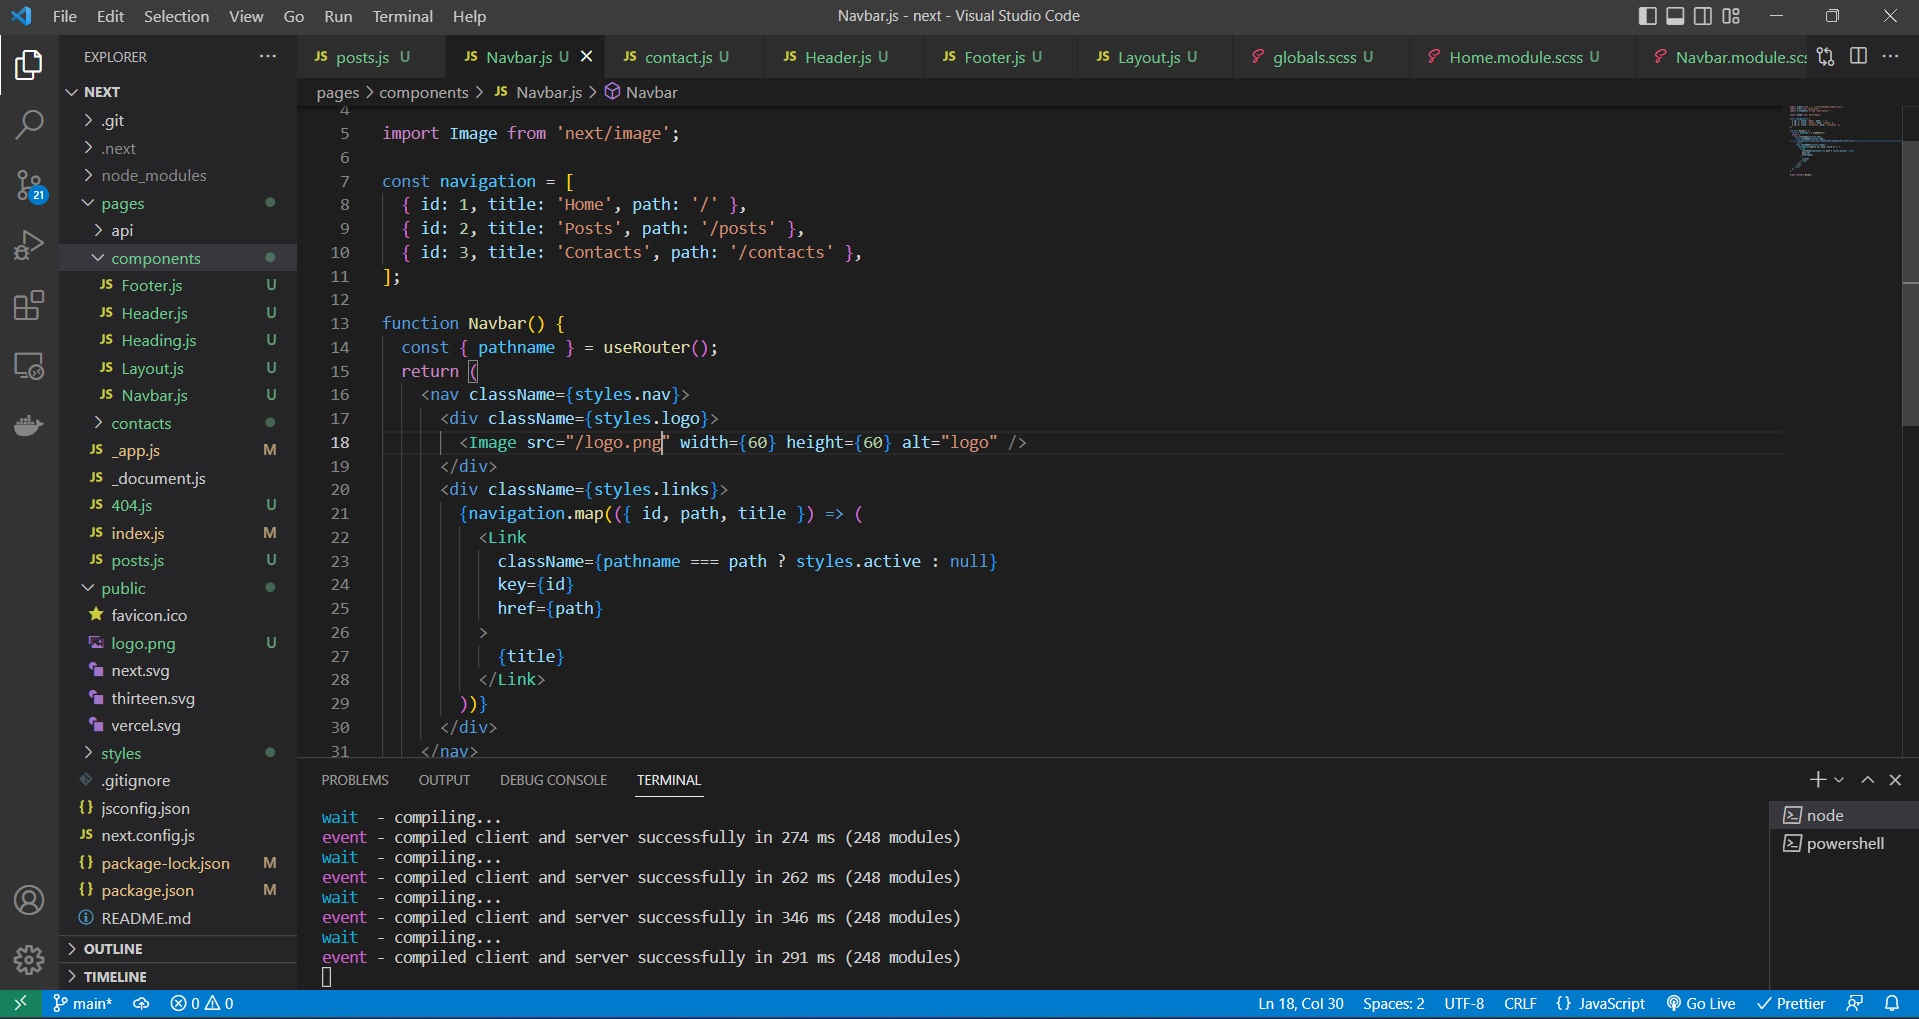 File Edit Selection View Go Run Terminal Help
Navbar.js - next - Visual Studio Code
EXPLORER
JS posts.js U
JS Navbar.js U
JS contact.js U
JS Header.js U
JS Footer.js U
JS Layout.js U
globals.scss U
Home.module.scss U
Navbar.module.scs
NEXT
.git
.next
node_modules
pages
api
components
JS Footer.js U
JS Header.js U
JS Heading.js U
JS Layout.js U
JS Navbar.js U
contacts
JS _app.js M
JS _document.js
JS 404.js U
JS index.js M
JS posts.js U
public
favicon.ico
logo.png U
next.svg
thirteen.svg
vercel.svg
styles
.gitignore
{} jsconfig.json
JS next.config.js
{} package-lock.json M
{} package.json M
README.md
OUTLINE
TIMELINE
21
pages > components > JS Navbar.js > Navbar
4
5 import Image from 'next/image';
6
7 const navigation = [
8 { id: 1, title: 'Home', path: '/' },
9 { id: 2, title: 'Posts', path: '/posts' },
10 { id: 3, title: 'Contacts', path: '/contacts' },
11 ];
12
13 function Navbar() {
14 const { pathname } = useRouter();
15 return (
16 <nav className={styles.nav}>
17 <div className={styles.logo}>
18 <Image src="/logo.png" width={60} height={60} alt="logo" />
19 </div>
20 <div className={styles.links}>
21 {navigation.map(({ id, path, title }) => (
22 <Link
23 className={pathname === path ? styles.active : null}
24 key={id}
25 href={path}
26 >
27 {title}
28 </Link>
29 ))}
30 </div>
31 </nav>
PROBLEMS OUTPUT DEBUG CONSOLE TERMINAL
wait - compiling...
event - compiled client and server successfully in 274 ms (248 modules)
wait - compiling...
event - compiled client and server successfully in 262 ms (248 modules)
wait - compiling...
event - compiled client and server successfully in 346 ms (248 modules)
wait - compiling...
event - compiled client and server successfully in 291 ms (248 modules)
node
powershell
main* 0 0
Ln 18, Col 30 Spaces: 2 UTF-8 CRLF {} JavaScript Go Live Prettier